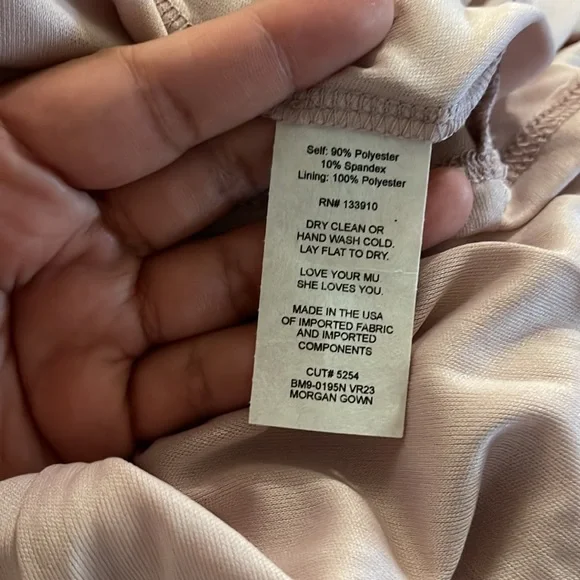 Self: 90% Polyester
10% Spandex
Lining: 100% Polyester
RN# 133910
DRY CLEAN OR
HAND WASH COLD.
LAY FLAT TO DRY.
LOVE YOUR MU
SHE LOVES YOU.
MADE IN THE USA
OF IMPORTED FABRIC
AND IMPORTED
COMPONENTS
CUT# 5254
BM9-0195N VR23
MORGAN GOWN